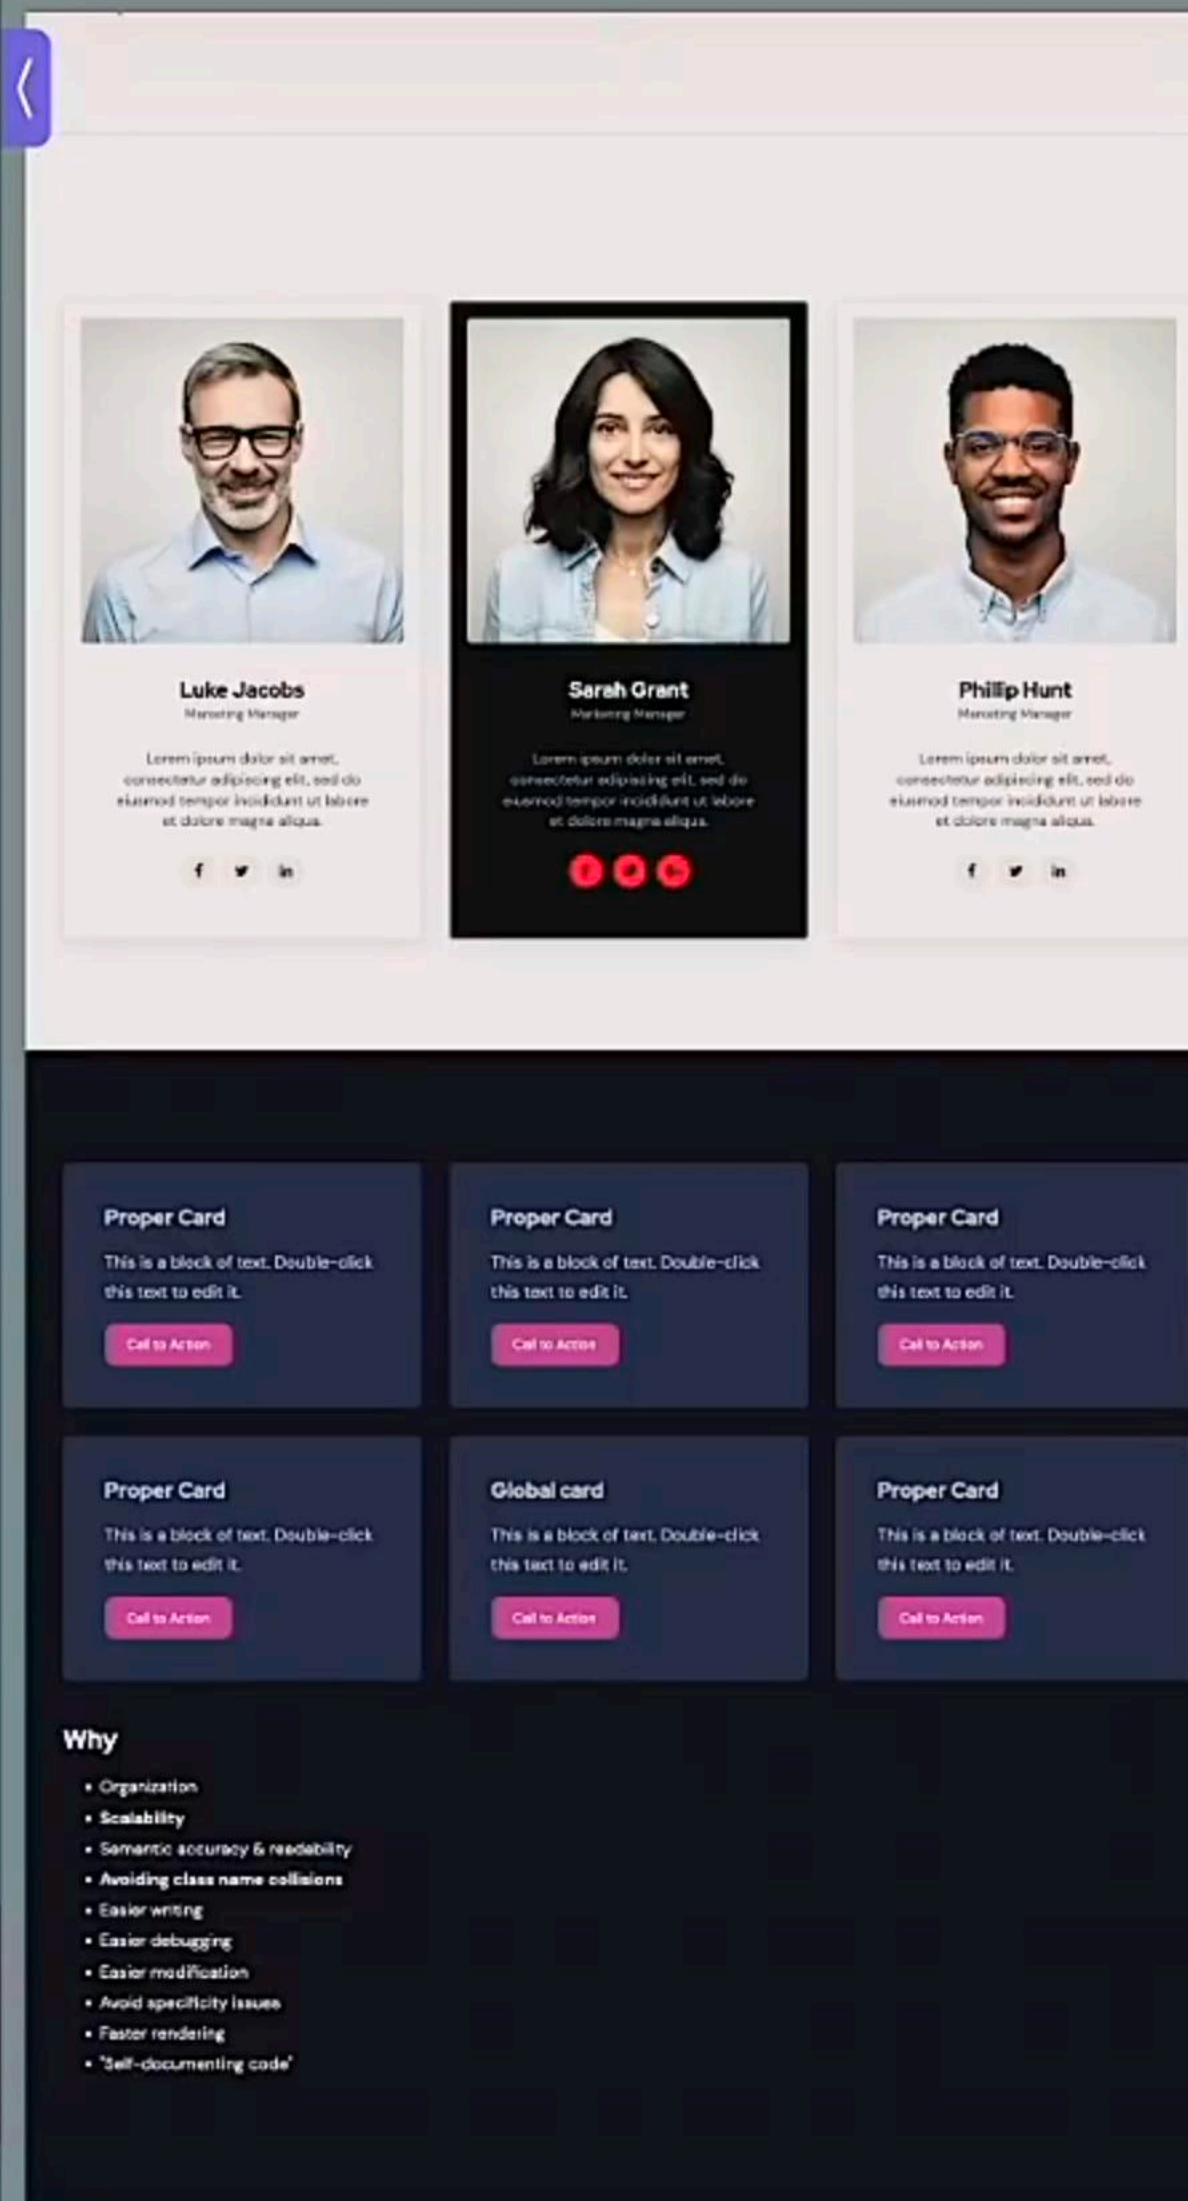 Luke Jacobs
Marketing Manager
Lorem ipsum dolor sit amet,
consectetur adipiscing elit, sed do
eiusmod tempor incididunt ut labore
et dolore magna aliqua.
f
in
Sarah Grant
Marketing Manager
Lorem ipsum dolor sit amet,
consectetur adipiscing elit, sed do
eiusmod tempor incididunt ut labore
et dolore magna aliqua.
Phillip Hunt
Marketing Manager
Lorem ipsum dolor sit amet,
consectetur adipiscing elit, sed do
eiusmod tempor incididunt ut labore
et dolore magna aliqua.
f
in
Proper Card
This is a block of text. Double-click
this text to edit it.
Call to Action
Proper Card
This is a block of text. Double-click
this text to edit it.
Call to Action
Proper Card
This is a block of text. Double-click
this text to edit it.
Call to Action
Proper Card
This is a block of text. Double-click
this text to edit it.
Call to Action
Global card
This is a block of text. Double-click
this text to edit it.
Call to Action
Proper Card
This is a block of text. Double-click
this text to edit it.
Call to Action
Why
• Organization
• Scalability
• Semantic accuracy & readability
• Avoiding class name collisions
• Easier writing
• Easier debugging
• Easier modification
• Avoid specificity issues
• Faster rendering
• "Self-documenting code"